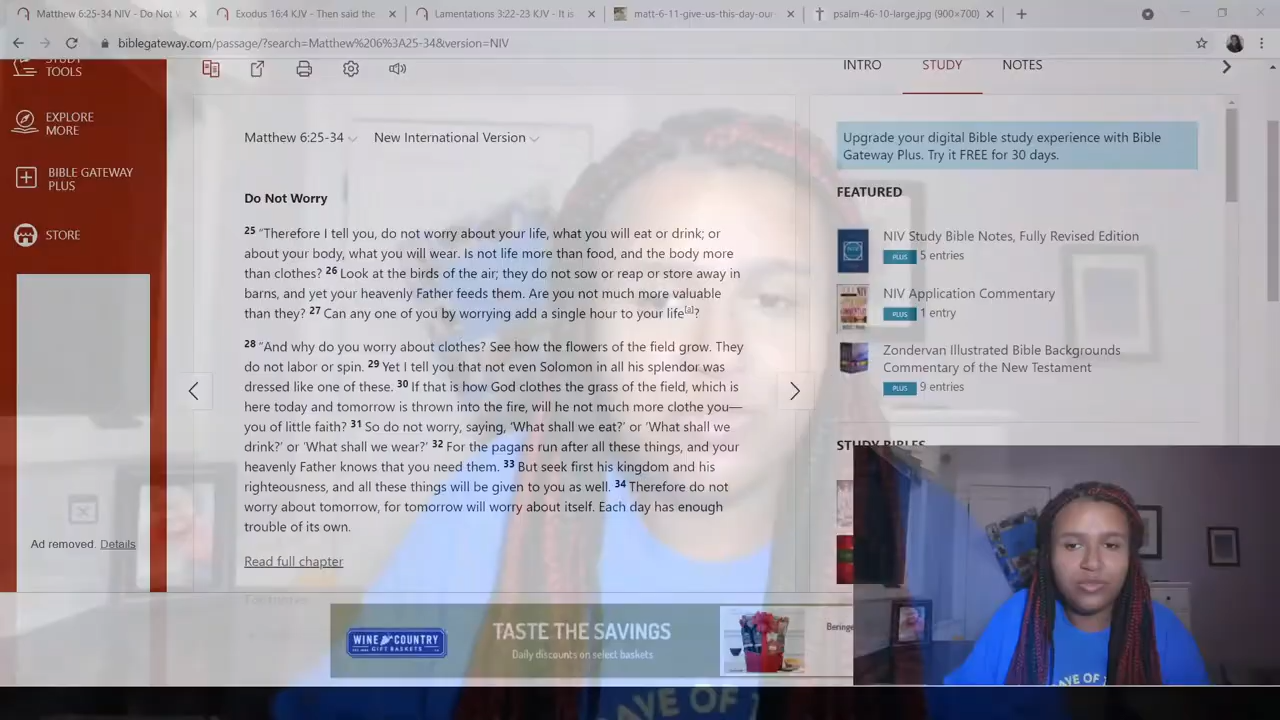 Matthew 6:25-34 NIV - Do Not W
Exodus 16:4 KJV - Then said the
Lamentations 3:22-23 KJV - It is
matt-6-11-give-us-this-day-our-
psalm-46-10-large.jpg (900×700)
biblegateway.com/passage/?search=Matthew%206%3A25-34&version=NIV
STUDY
TOOLS
EXPLORE
MORE
BIBLE GATEWAY
PLUS
STORE
Ad removed. Details
Matthew 6:25-34
New International Version
Do Not Worry
25 “Therefore I tell you, do not worry about your life, what you will eat or drink; or
about your body, what you will wear. Is not life more than food, and the body more
than clothes? 26 Look at the birds of the air; they do not sow or reap or store away in
barns, and yet your heavenly Father feeds them. Are you not much more valuable
than they? 27 Can any one of you by worrying add a single hour to your life[a]?
28 “And why do you worry about clothes? See how the flowers of the field grow. They
do not labor or spin. 29 Yet I tell you that not even Solomon in all his splendor was
dressed like one of these. 30 If that is how God clothes the grass of the field, which is
here today and tomorrow is thrown into the fire, will he not much more clothe you—
you of little faith? 31 So do not worry, saying, ‘What shall we eat?’ or ‘What shall we
drink?’ or ‘What shall we wear?’ 32 For the pagans run after all these things, and your
heavenly Father knows that you need them. 33 But seek first his kingdom and his
righteousness, and all these things will be given to you as well. 34 Therefore do not
worry about tomorrow, for tomorrow will worry about itself. Each day has enough
trouble of its own.
Read full chapter
INTRO
STUDY
NOTES
Upgrade your digital Bible study experience with Bible
Gateway Plus. Try it FREE for 30 days.
FEATURED
NIV Study Bible Notes, Fully Revised Edition
PLUS 5 entries
NIV Application Commentary
PLUS 1 entry
Zondervan Illustrated Bible Backgrounds
Commentary of the New Testament
PLUS 9 entries
STUDY BIBLES
WINE COUNTRY
GIFT BASKETS
TASTE THE SAVINGS
Daily discounts on select baskets
Beringe
AVE OF
AVE OF